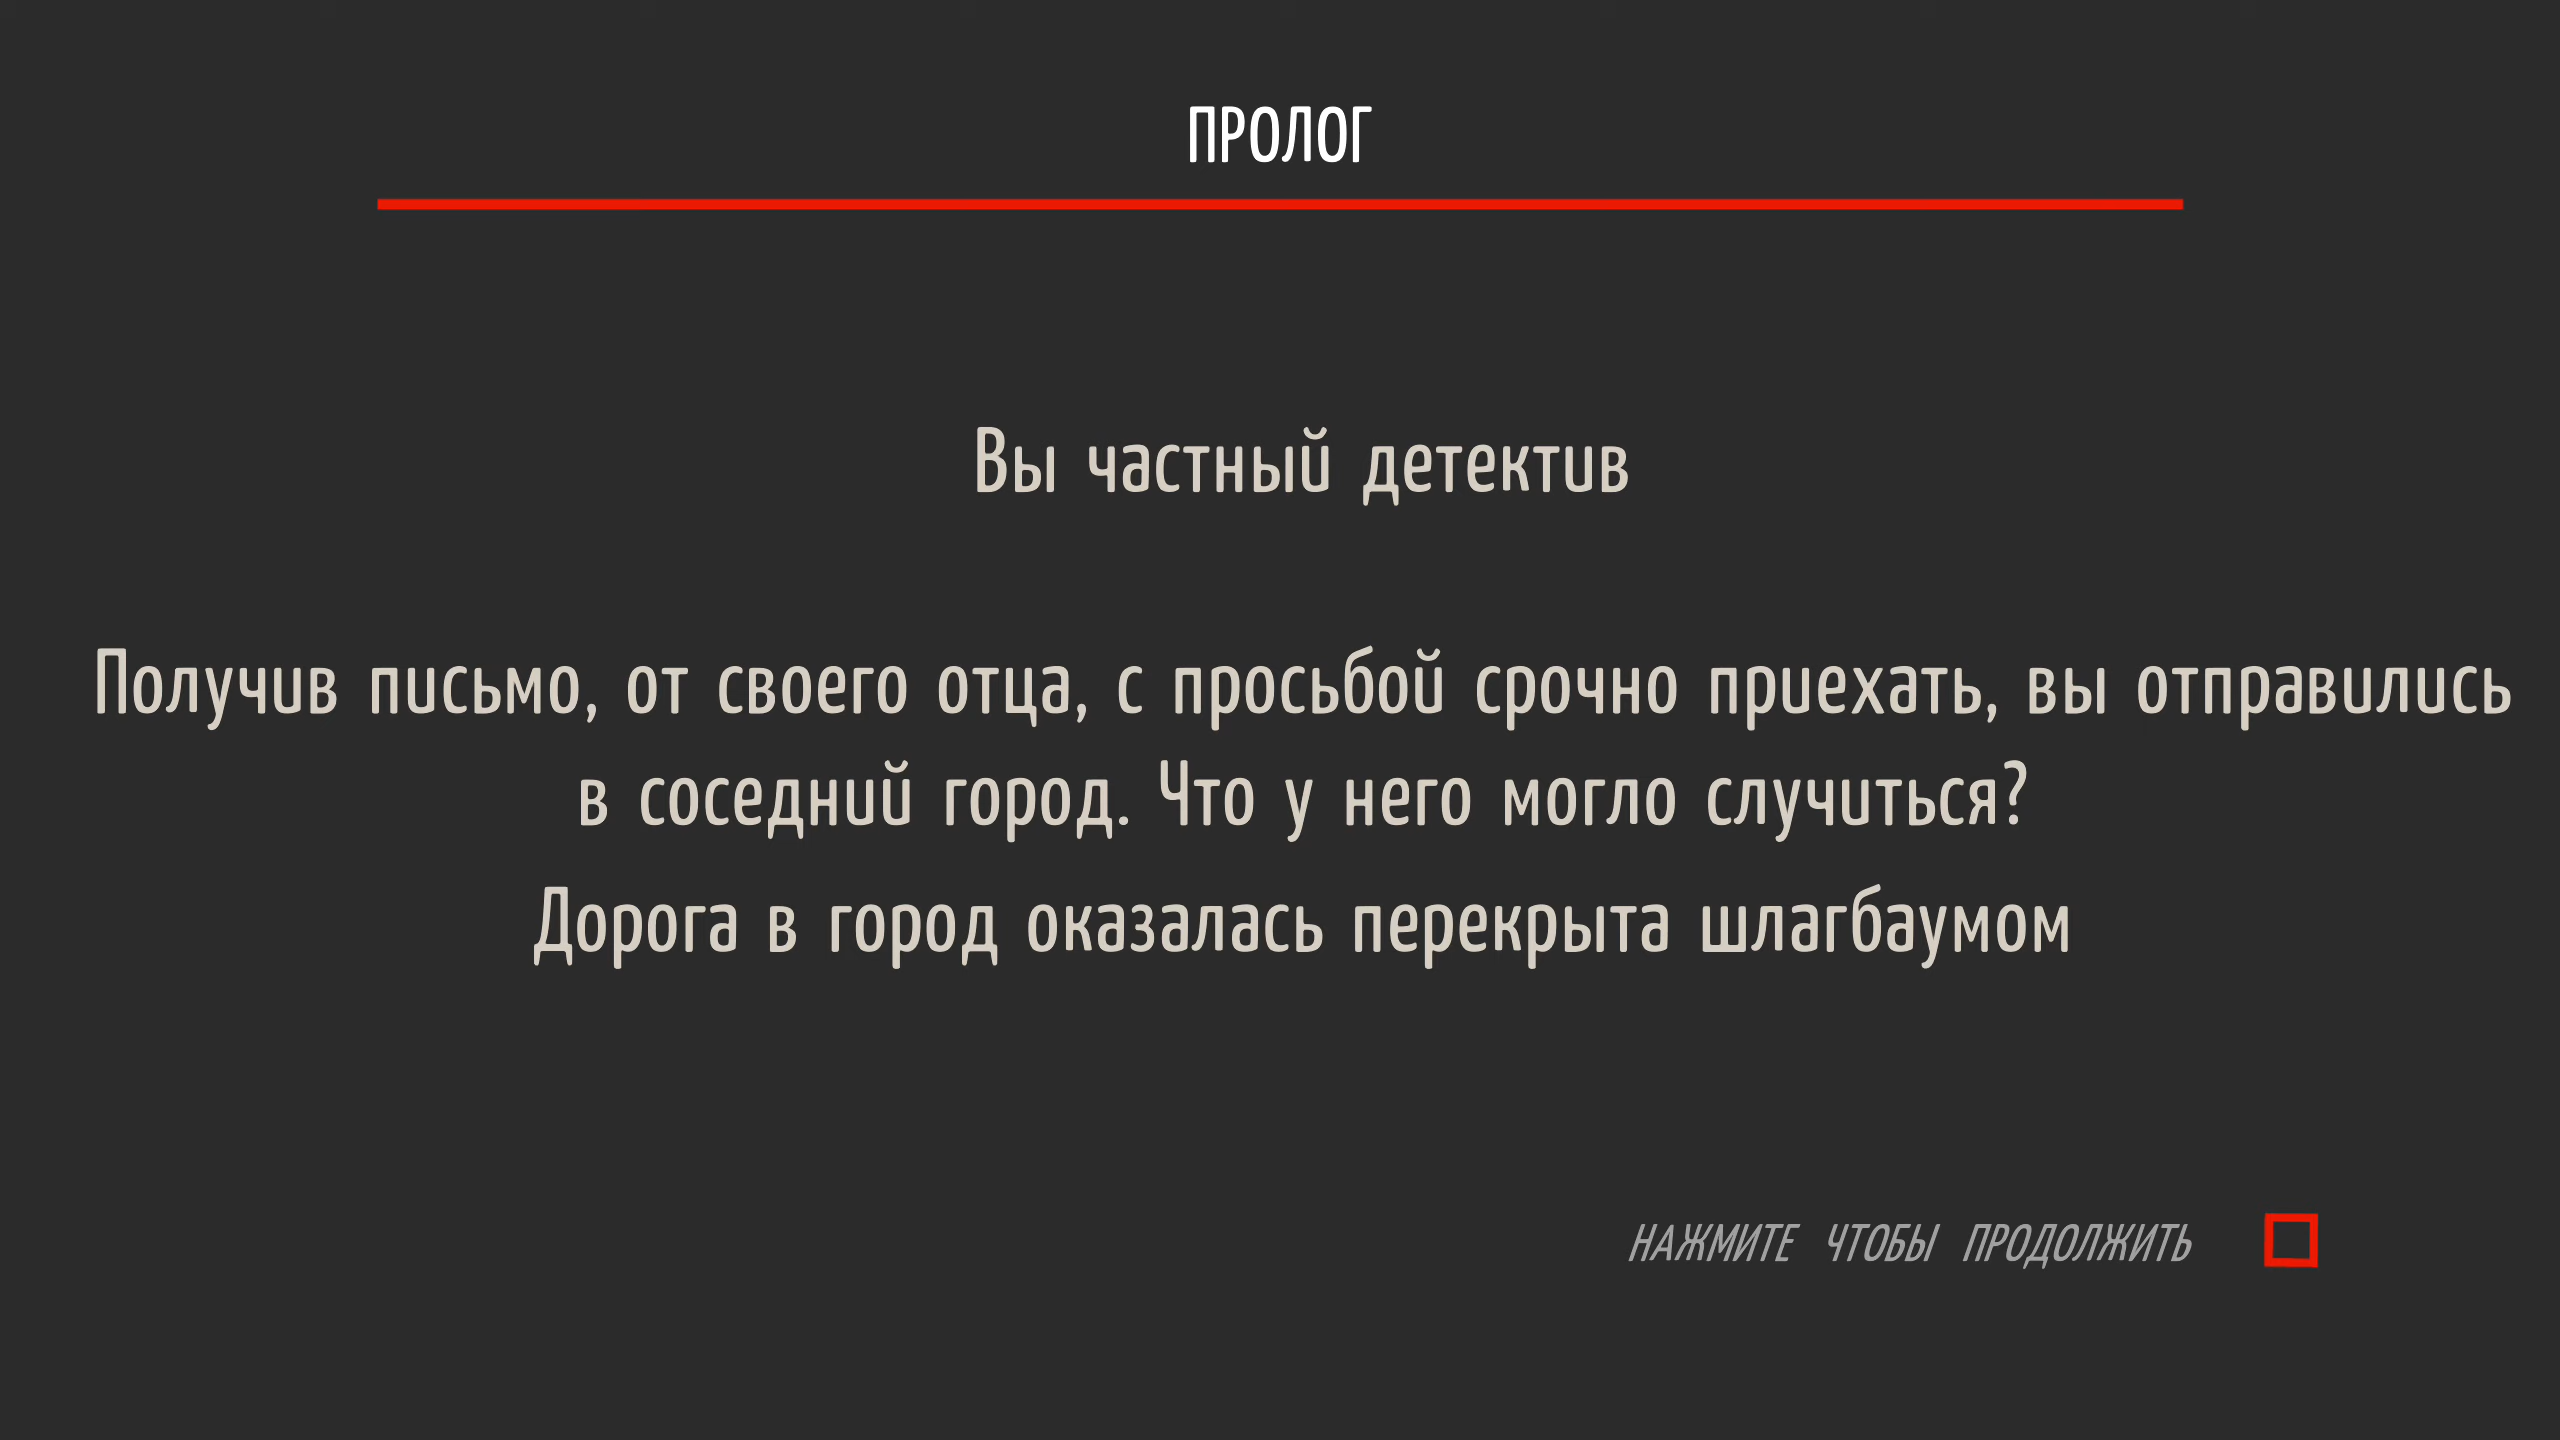 ПРОЛОГ
Вы частный детектив
Получив письмо, от своего отца, с просьбой срочно приехать, вы отправились
в соседний город. Что у него могло случиться?
Дорога в город оказалась перекрыта шлагбаумом
НАЖМИТЕ ЧТОБЫ ПРОДОЛЖИТЬ